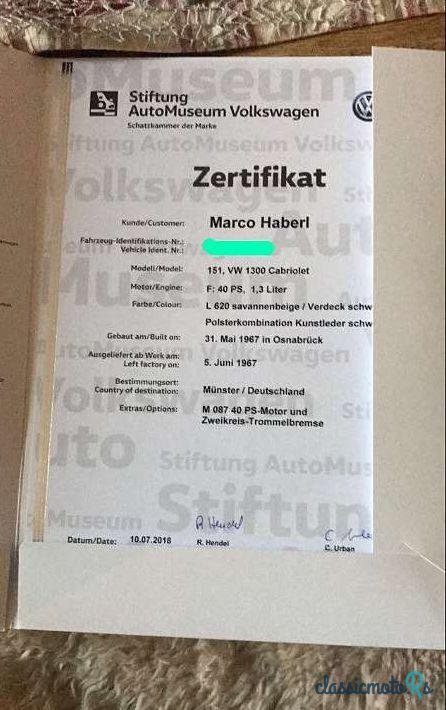 Stiftung
AutoMuseum Volkswagen
Schatzkammer der Marke
Zertifikat
Kunde/Customer: Marco Haberl
Fahrzeug-Identifikations-Nr.:
Vehicle Ident. Nr.:
Modell/Model: 151, VW 1300 Cabriolet
Motor/Engine: F: 40 PS, 1,3 Liter
Farbe/Colour: L 620 savannenbeige / Verdeck schw
Polsterkombination Kunstleder schw
Gebaut am/Built on: 31. Mai 1967 in Osnabrück
Ausgeliefert ab Werk am:
Left factory on: 5. Juni 1967
Bestimmungsort:
Country of destination: Münster / Deutschland
Extras/Options: M 087 40 PS-Motor und
Zweikreis-Trommelbremse
R. Hendel
Datum/Date: 10.07.2018 R. Hendel C. Urban
classicmotoRs